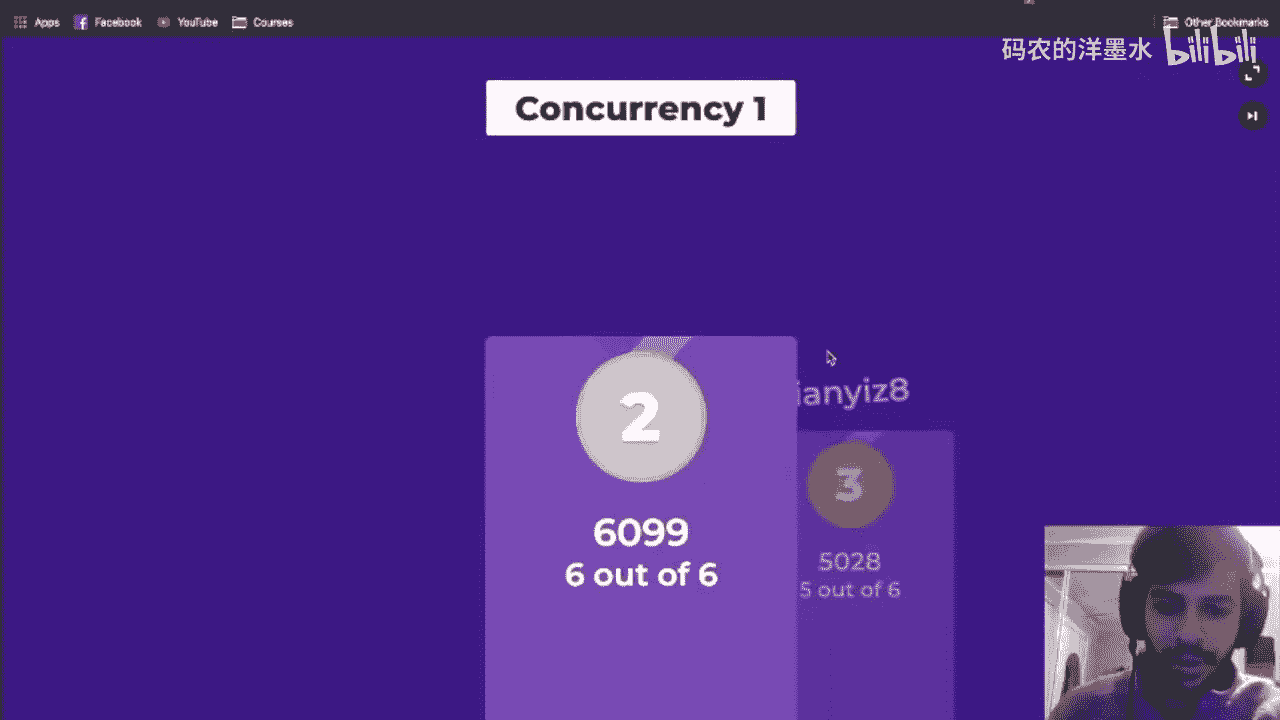 Apps Facebook YouTube Courses Other Bookmarks
码农的洋墨水 bilibili
Concurrency 1
2
6099
6 out of 6
ianyiz8
3
5028
5 out of 6